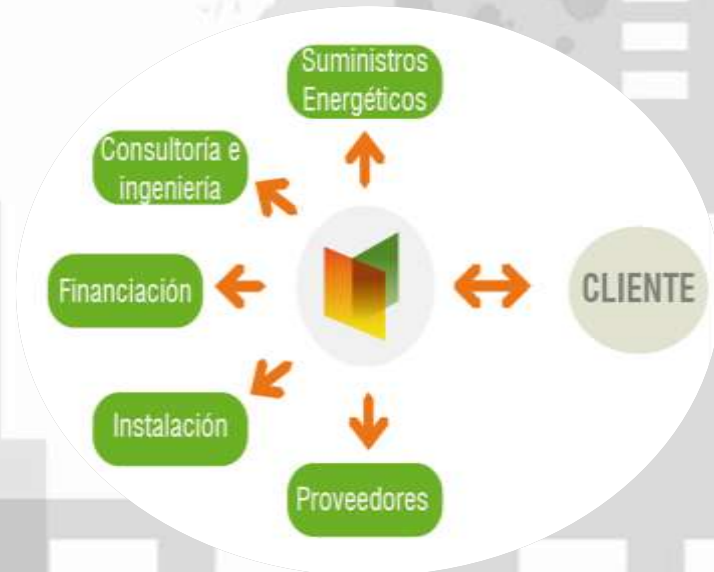 Suministros
Energéticos
Consultoría e
ingeniería
Financiación
CLIENTE
Instalación
Proveedores